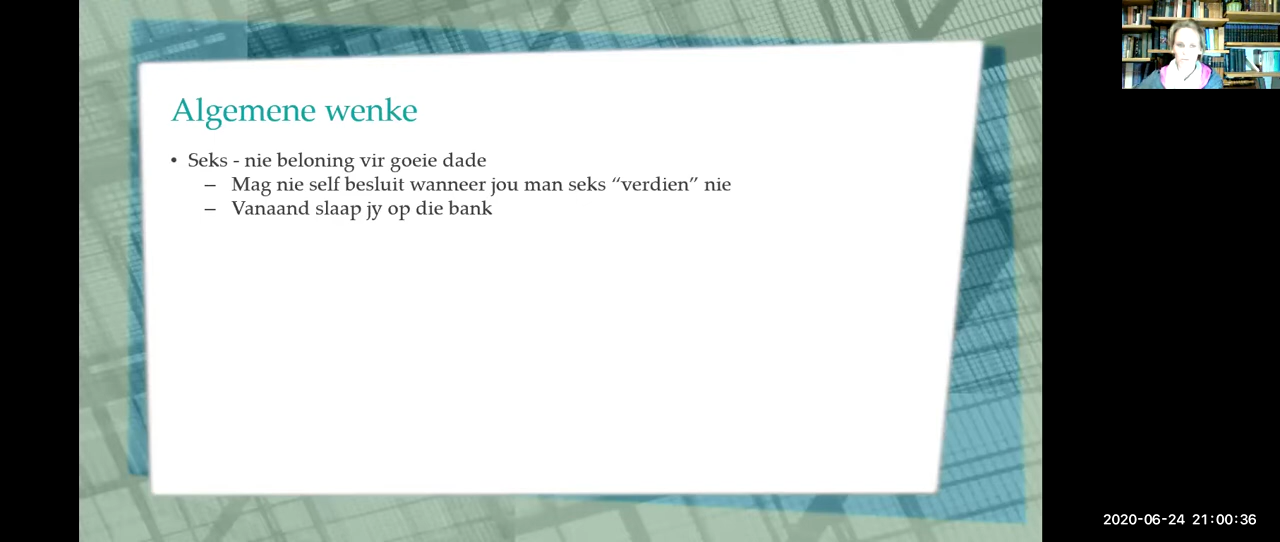 Algemene wenke
• Seks - nie beloning vir goeie dade
– Mag nie self besluit wanneer jou man seks “verdien” nie
– Vanaand slaap jy op die bank
2020-06-24 21:00:36